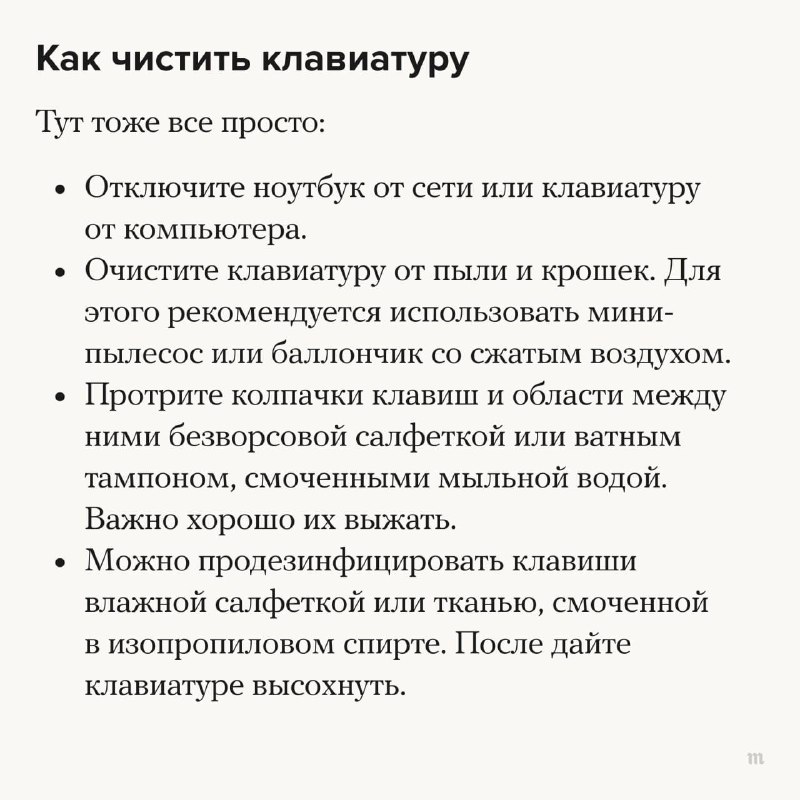 Как чистить клавиатуру
Тут тоже все просто:
• Отключите ноутбук от сети или клавиатуру
от компьютера.
• Очистите клавиатуру от пыли и крошек. Для
этого рекомендуется использовать мини-
пылесос или баллончик со сжатым воздухом.
• Протрите колпачки клавиш и области между
ними безворсовой салфеткой или ватным
тампоном, смоченными мыльной водой.
Важно хорошо их выжать.
• Можно продезинфицировать клавиши
влажной салфеткой или тканью, смоченной
в изопропиловом спирте. После дайте
клавиатуре высохнуть.
m